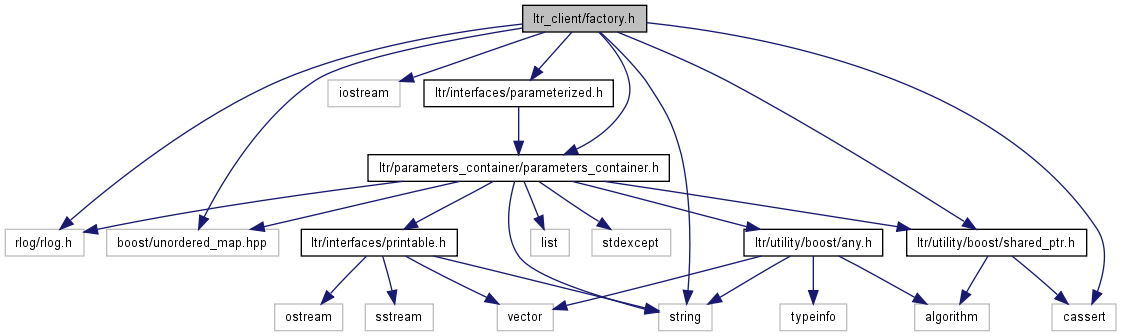 ltr_client/factory.h
iostream
ltr/interfaces/parameterized.h
ltr/parameters_container/parameters_container.h
rlog/rlog.h
boost/unordered_map.hpp
ltr/interfaces/printable.h
list
stdexcept
ltr/utility/boost/any.h
ltr/utility/boost/shared_ptr.h
ostream
sstream
vector
string
typeinfo
algorithm
cassert